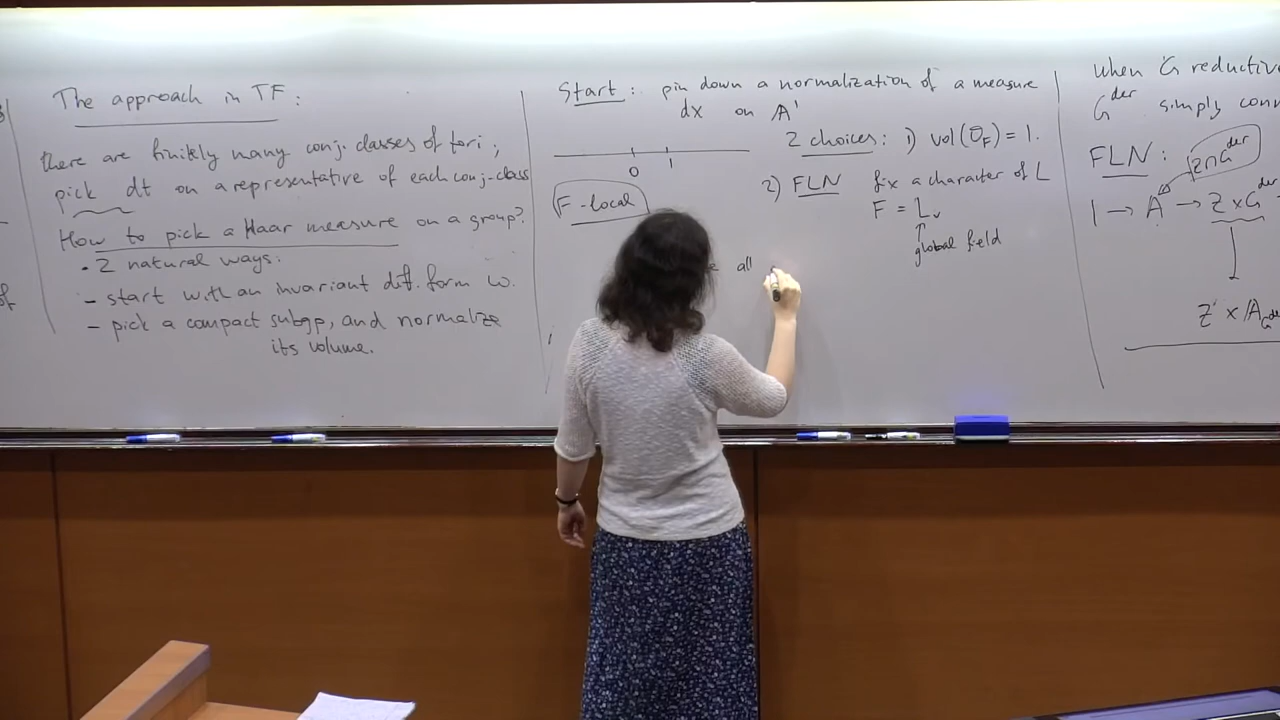 The approach in TF:
there are finitely many conj. classes of tori;
pick dt on a representative of each conj-class
How to pick a Haar measure on a group?
• 2 natural ways:
– start with an invariant diff. form ω.
– pick a compact subgp, and normalize
its volume.
Start: pin down a normalization of a measure
dx on A¹
2 choices: 1) vol(O_F) = 1.
0 1
F - local
2) FLN fix a character of L
F = L_v
↑
global field
all
when G reductive
G^der simply conn
FLN: Z∩G^der
1 → A → Z × G^der
Z' × A_G^de
of